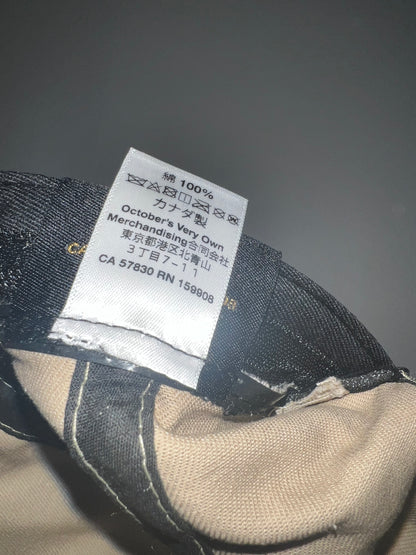 綿 100%
カナダ製
October's Very Own
Merchandising合同会社
東京都港区北青山
3丁目7-11
CA 57830 RN 159908
CA